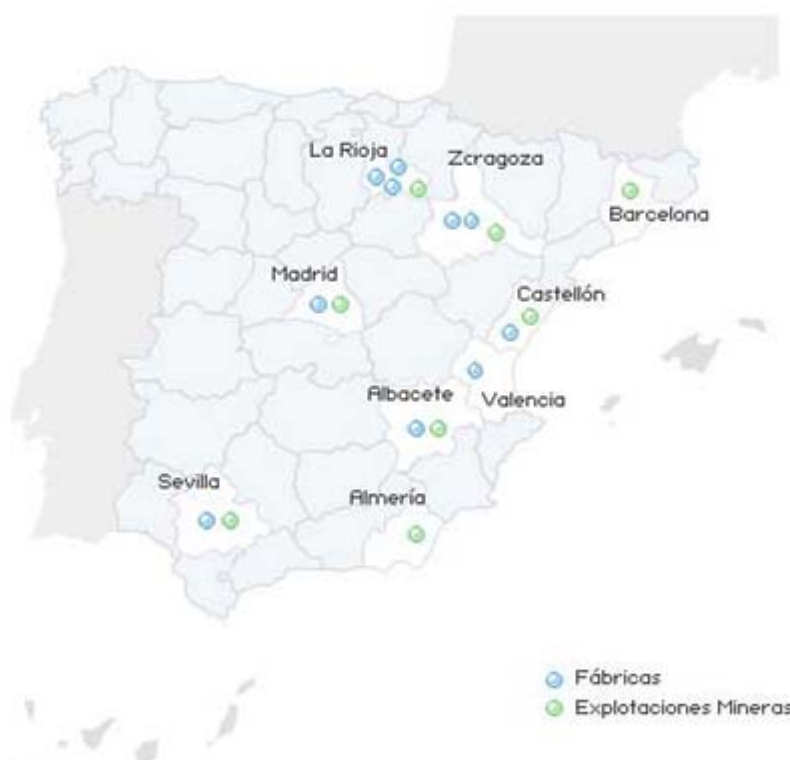 La Rioja
Zcragoza
Barcelona
Madrid
Castellón
Albacete
Valencia
Sevilla
Almería
Fábricas
Explotaciones Mineras